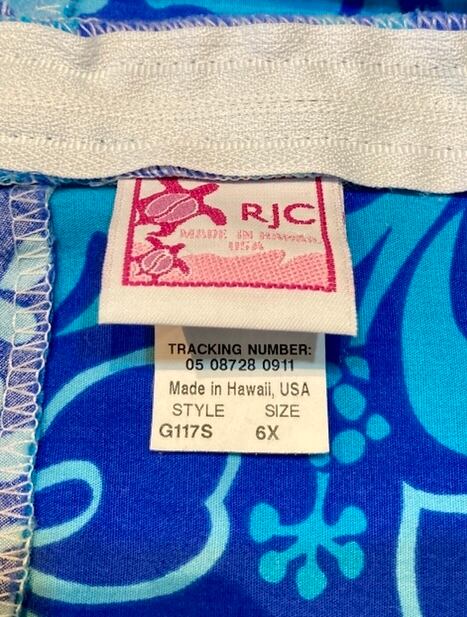 RJC
MADE IN HAWAII,
USA
TRACKING NUMBER:
05 08728 0911
Made in Hawaii, USA
STYLE SIZE
G117S 6X